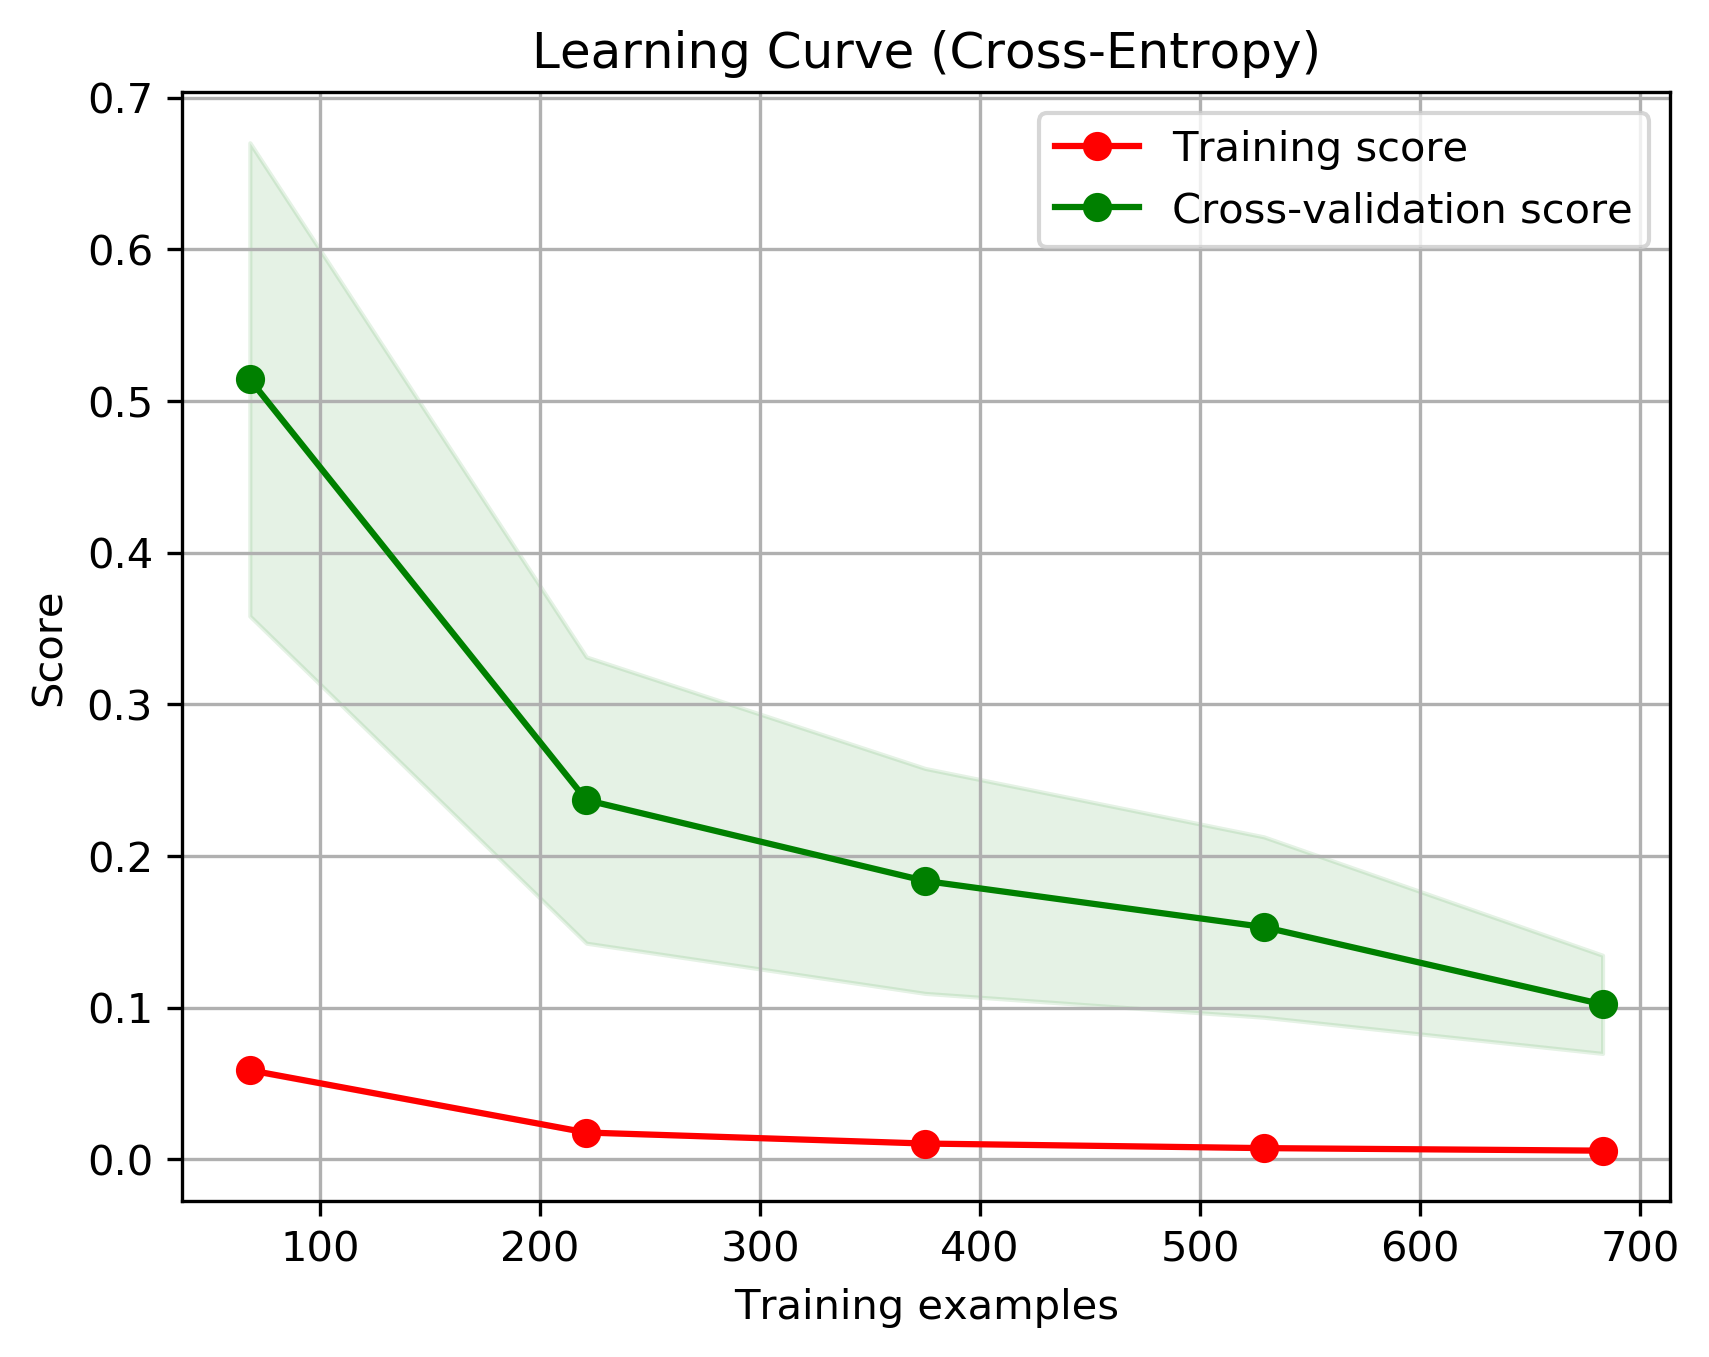 Learning Curve (Cross-Entropy)
0.7
0.6
0.5
0.4
0.3
0.2
0.1
0.0
Score
Training score
Cross-validation score
100 200 300 400 500 600 700
Training examples